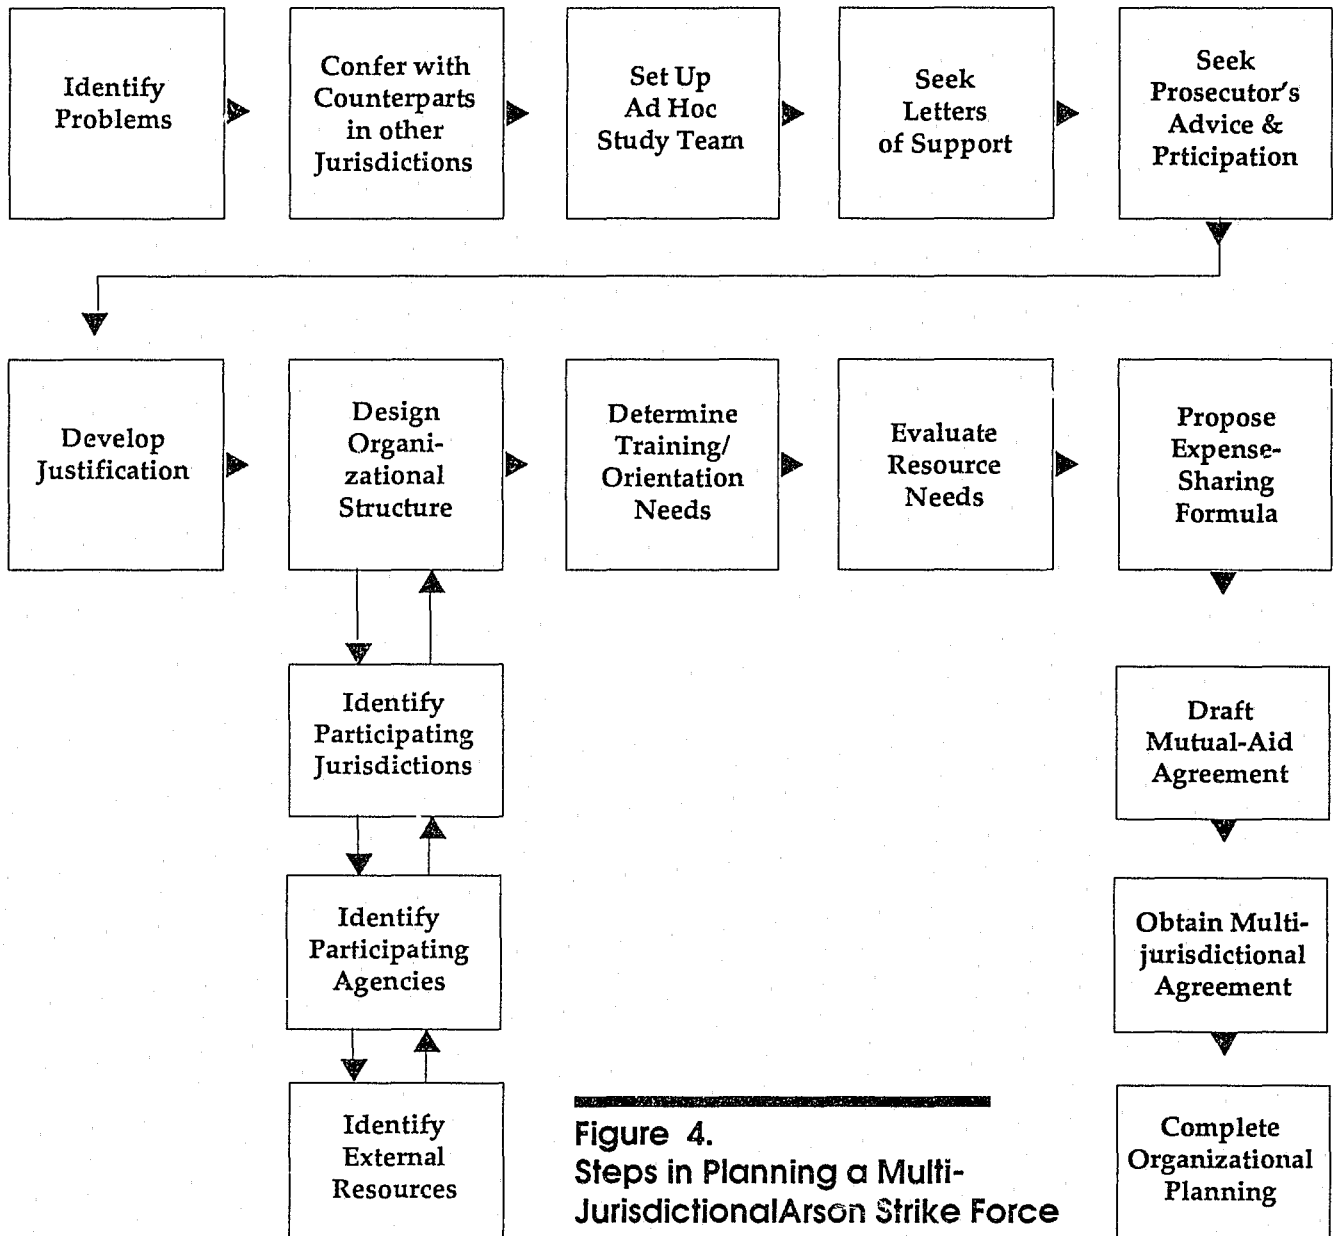 Identify
Problems
Confer with
Counterparts
in other
Jurisdictions
Set Up
Ad Hoc
Study Team
Seek
Letters
of Support
Seek
Prosecutor's
Advice &
Prticipation
Develop
Justification
Design
Organi-
zational
Structure
Determine
Training/
Orientation
Needs
Evaluate
Resource
Needs
Propose
Expense-
Sharing
Formula
Identify
Participating
Jurisdictions
Draft
Mutual-Aid
Agreement
Identify
Participating
Agencies
Obtain Multi-
jurisdictional
Agreement
Identify
External
Resources
Complete
Organizational
Planning
Figure 4.
Steps in Planning a Multi-
JurisdictionalArson Strike Force